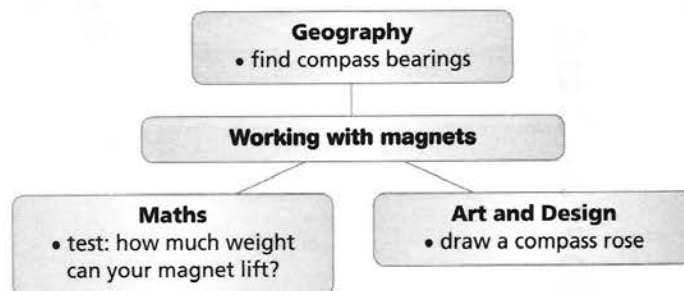 Geography
• find compass bearings
Working with magnets
Maths
• test: how much weight
can your magnet lift?
Art and Design
• draw a compass rose